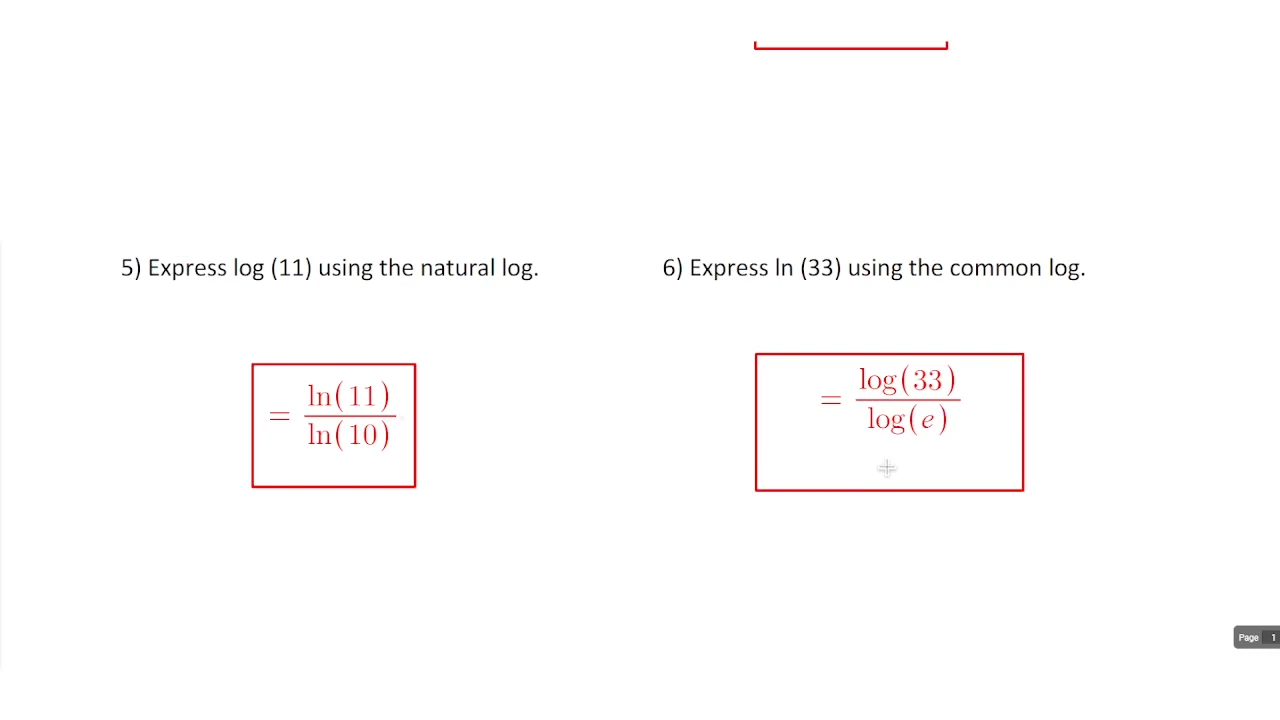 5) Express log (11) using the natural log.
= ln(11) / ln(10)
6) Express ln (33) using the common log.
= log(33) / log(e)
Page 1